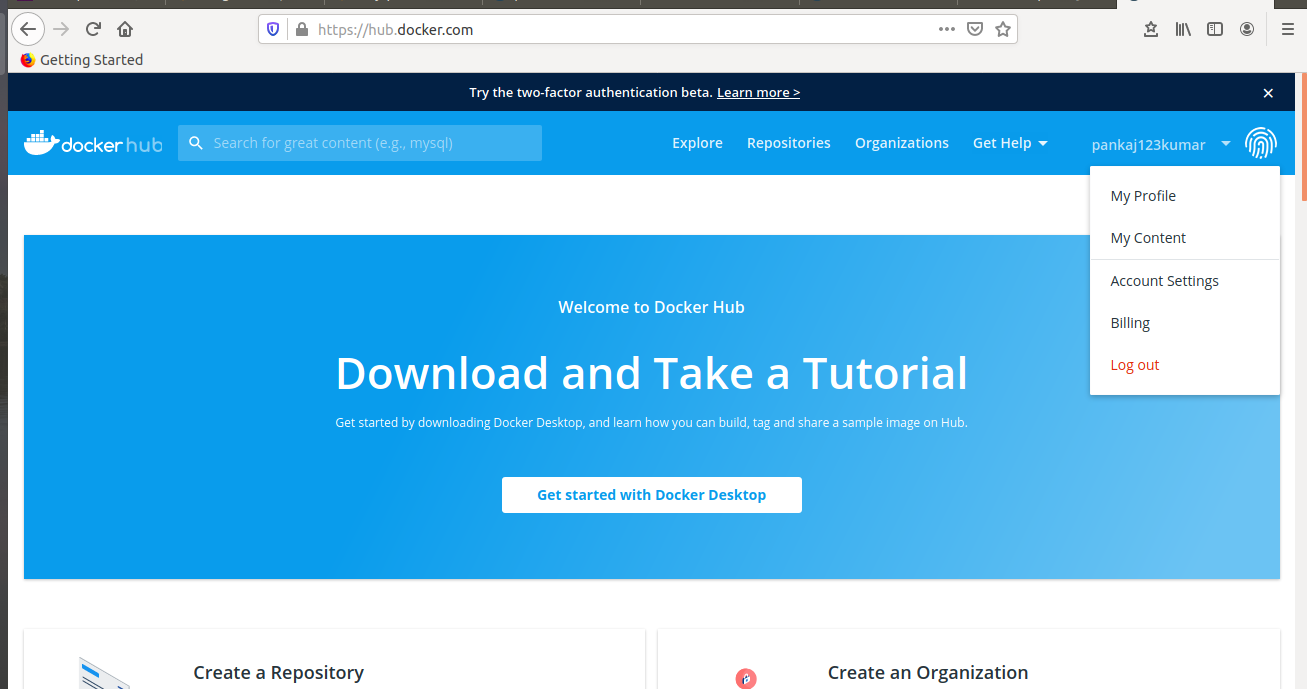 https://hub.docker.com
Getting Started
Try the two-factor authentication beta. Learn more >
docker hub
Search for great content (e.g., mysql)
Explore
Repositories
Organizations
Get Help
pankaj123kumar
My Profile
My Content
Account Settings
Billing
Log out
Welcome to Docker Hub
Download and Take a Tutorial
Get started by downloading Docker Desktop, and learn how you can build, tag and share a sample image on Hub.
Get started with Docker Desktop
Create a Repository
Create an Organization